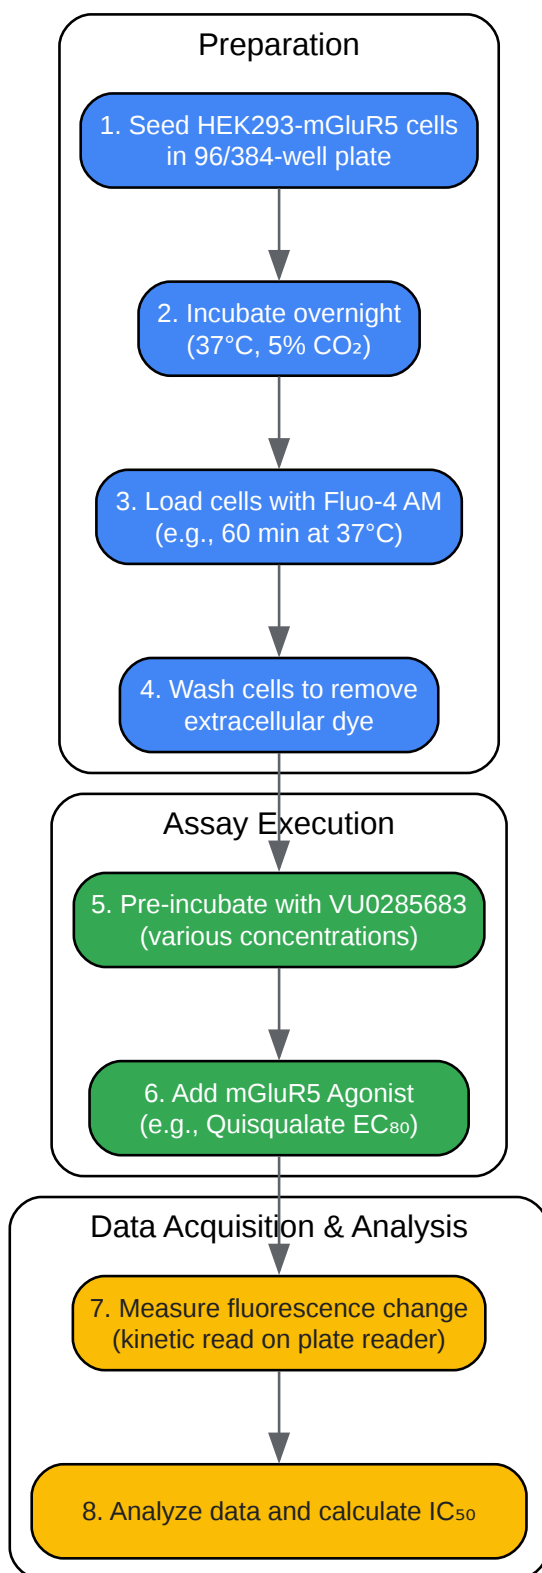 Preparation
1. Seed HEK293-mGluR5 cells
in 96/384-well plate
2. Incubate overnight
(37°C, 5% CO₂)
3. Load cells with Fluo-4 AM
(e.g., 60 min at 37°C)
4. Wash cells to remove
extracellular dye
Assay Execution
5. Pre-incubate with VU0285683
(various concentrations)
6. Add mGluR5 Agonist
(e.g., Quisqualate EC₈₀)
Data Acquisition & Analysis
7. Measure fluorescence change
(kinetic read on plate reader)
8. Analyze data and calculate IC₅₀